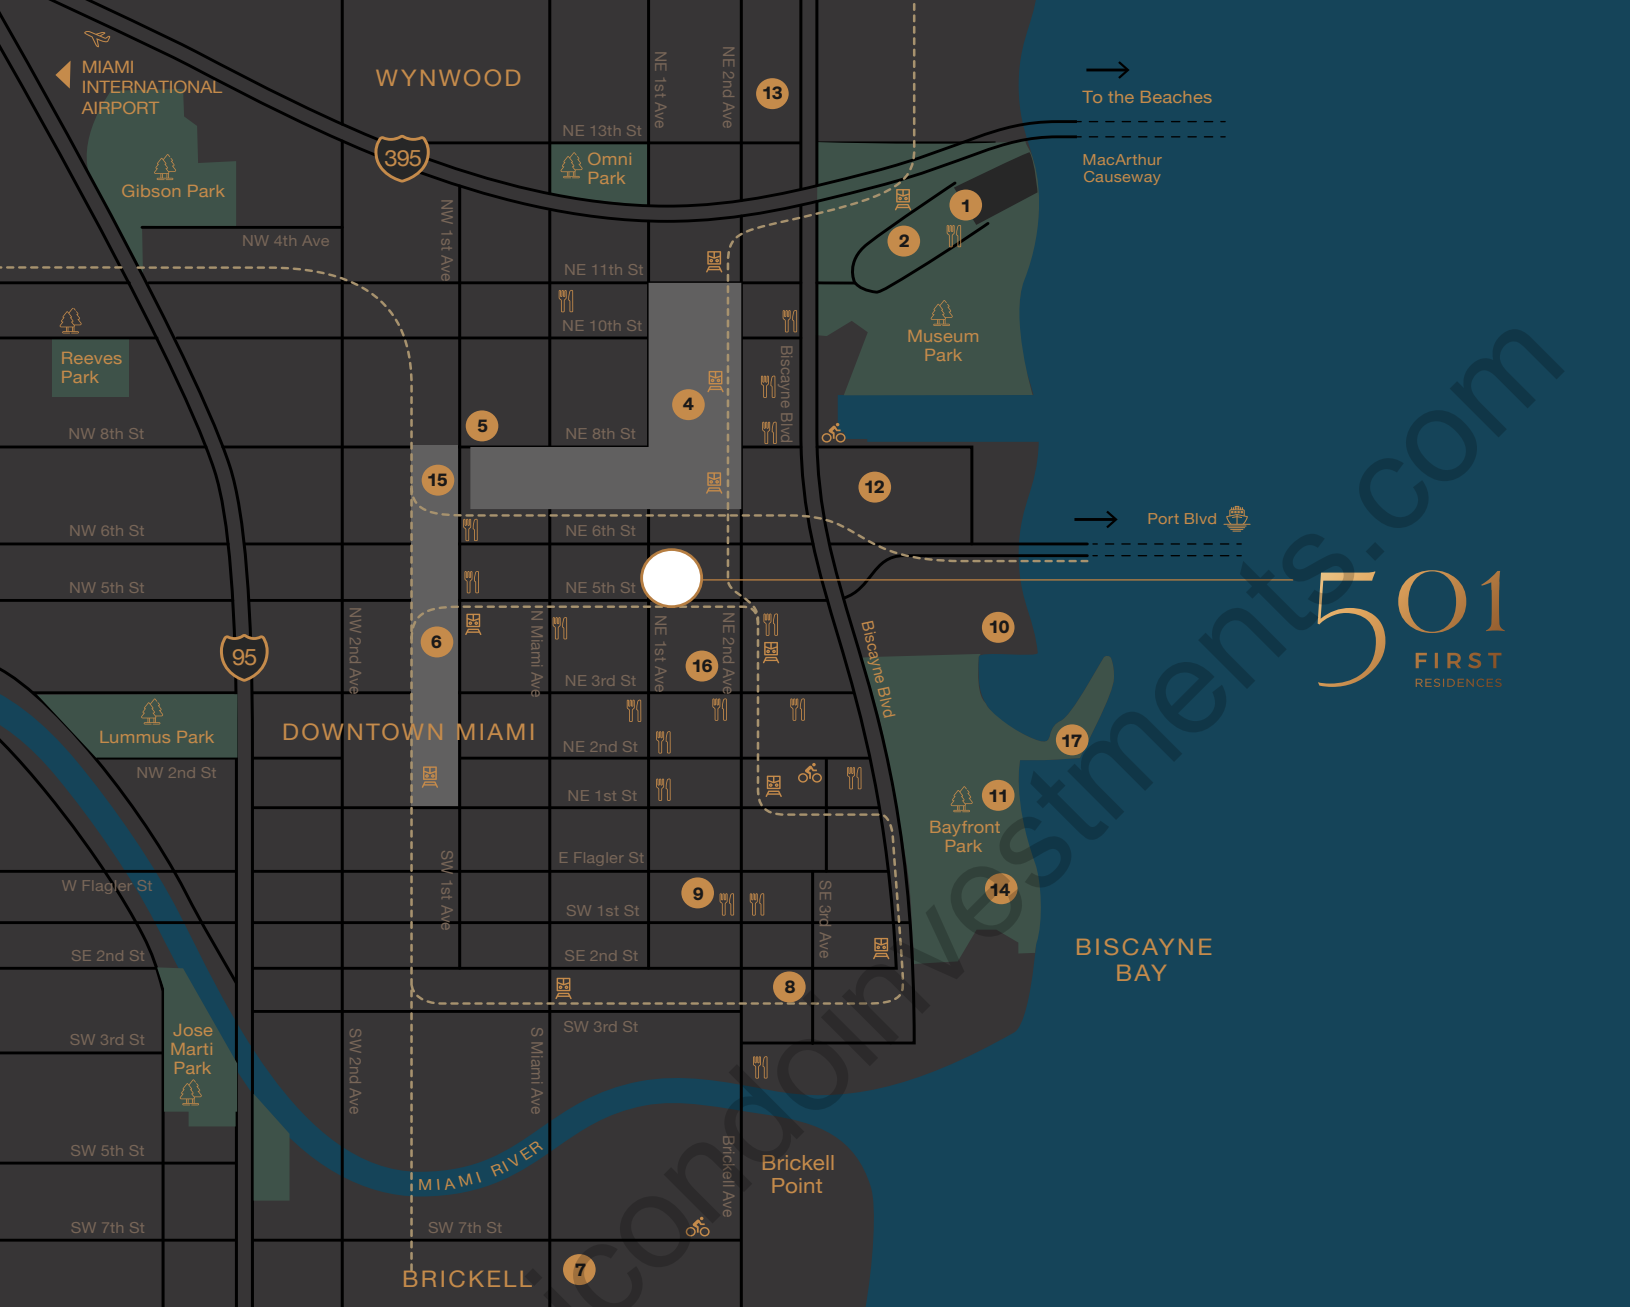 MIAMI
INTERNATIONAL
AIRPORT
WYNWOOD
NE 1st Ave
NE 2nd Ave
13
To the Beaches
NE 13th St
395
Omni
Park
MacArthur
Causeway
Gibson Park
NW 1st Ave
1
2
NW 4th Ave
NE 11th St
NE 10th St
Museum
Park
Reeves
Park
Biscayne Blvd
4
5
NW 8th St
NE 8th St
15
12
NW 6th St
NE 6th St
Port Blvd
NW 5th St
NE 5th St
501
FIRST
RESIDENCES
NW 2nd Ave
N Miami Ave
NE 1st Ave
NE 2nd Ave
Biscayne Blvd
10
6
95
16
NE 3rd St
Lummus Park
DOWNTOWN MIAMI
17
NE 2nd St
NW 2nd St
NE 1st St
11
Bayfront
Park
E Flagler St
SW 1st Ave
W Flagler St
9
SE 3rd Ave
14
SW 1st St
SE 2nd St
SE 2nd St
BISCAYNE
BAY
8
SW 3rd St
SW 3rd St
Jose
Marti
Park
SW 2nd Ave
S Miami Ave
MIAMI RIVER
SW 5th St
Brickell Ave
Brickell
Point
SW 7th St
SW 7th St
BRICKELL
7
icondoinvestments.com